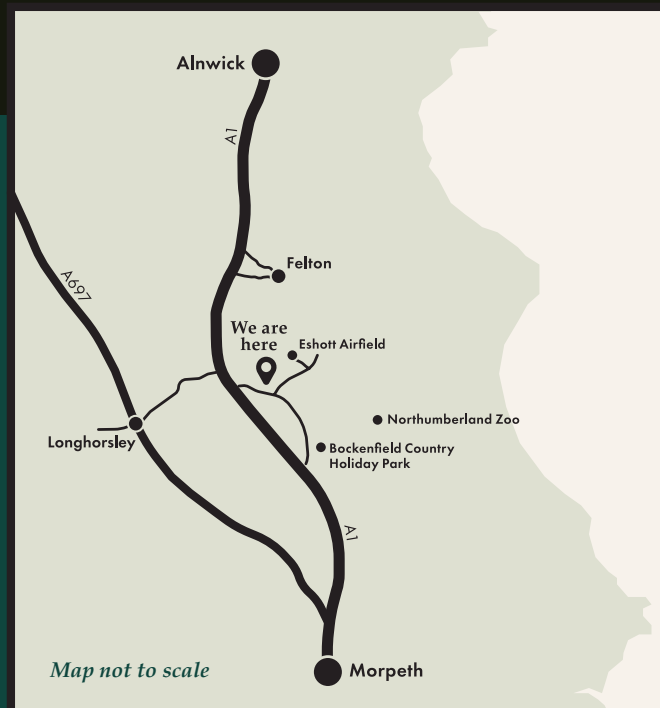 Alnwick
A1
Felton
A697
We are
here
Eshott Airfield
Northumberland Zoo
Longhorsley
Bockenfield Country
Holiday Park
A1
Map not to scale
Morpeth